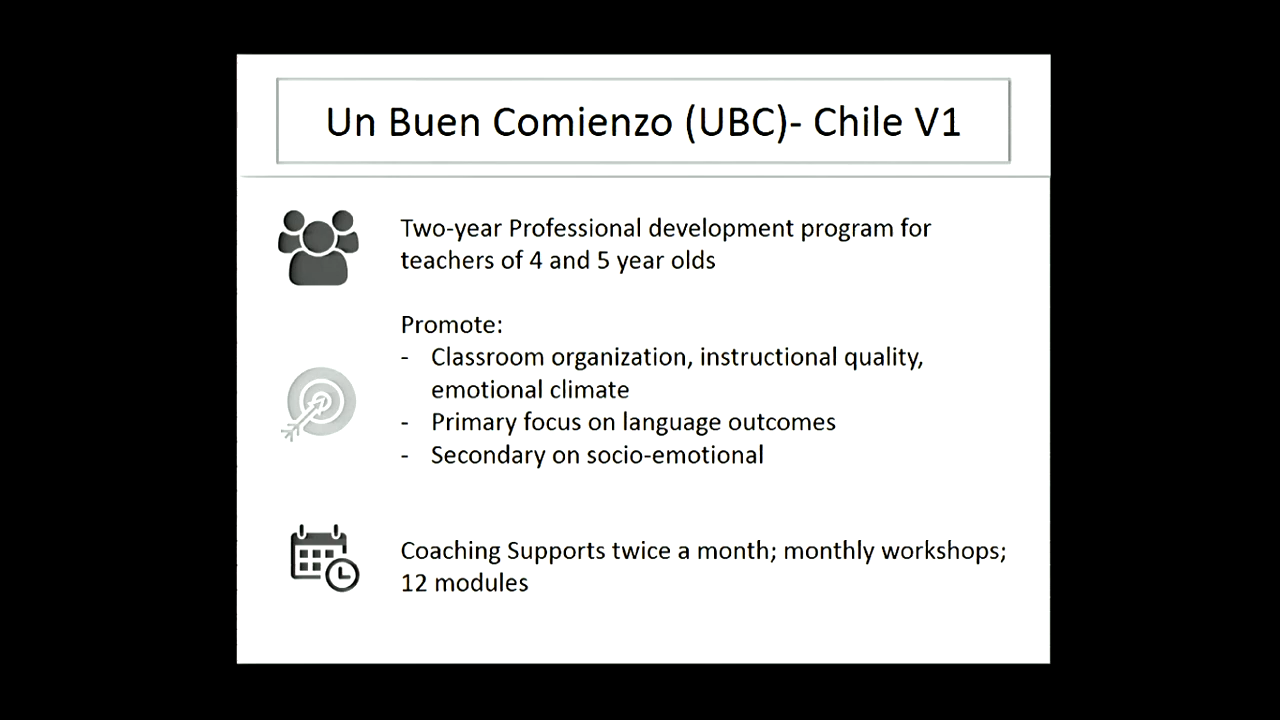 Un Buen Comienzo (UBC)- Chile V1
Two-year Professional development program for
teachers of 4 and 5 year olds
Promote:
- Classroom organization, instructional quality,
emotional climate
- Primary focus on language outcomes
- Secondary on socio-emotional
Coaching Supports twice a month; monthly workshops;
12 modules